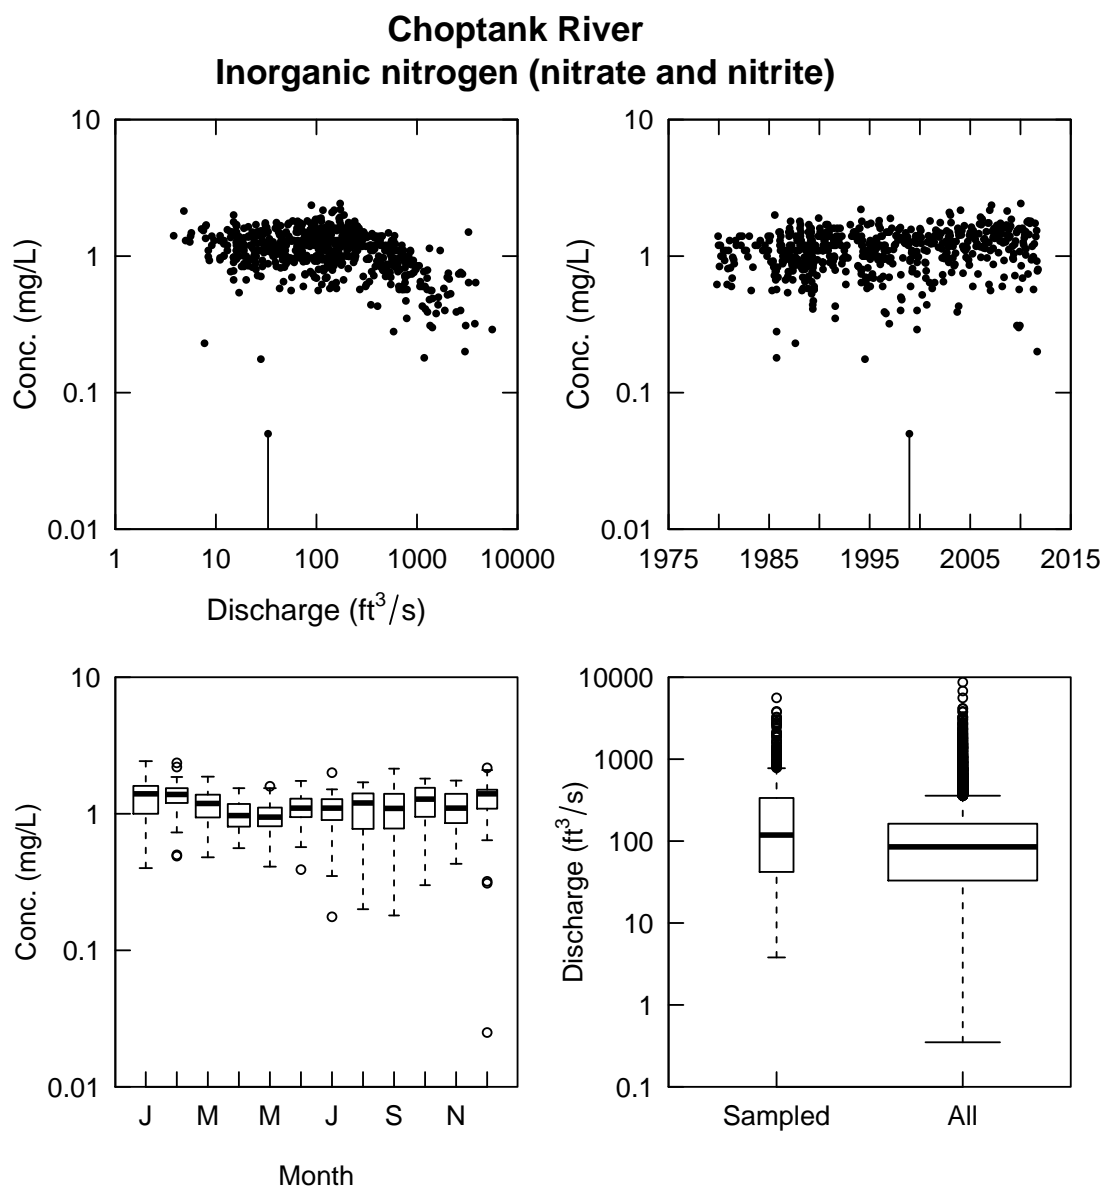 Choptank River
Inorganic nitrogen (nitrate and nitrite)
10
1
0.1
0.01
Conc. (mg/L)
1 10 100 1000 10000
Discharge (ft³/s)
10
1
0.1
0.01
Conc. (mg/L)
1975 1985 1995 2005 2015
10
1
0.1
0.01
Conc. (mg/L)
J M M J S N
Month
10000
1000
100
10
1
0.1
Discharge (ft³/s)
Sampled All